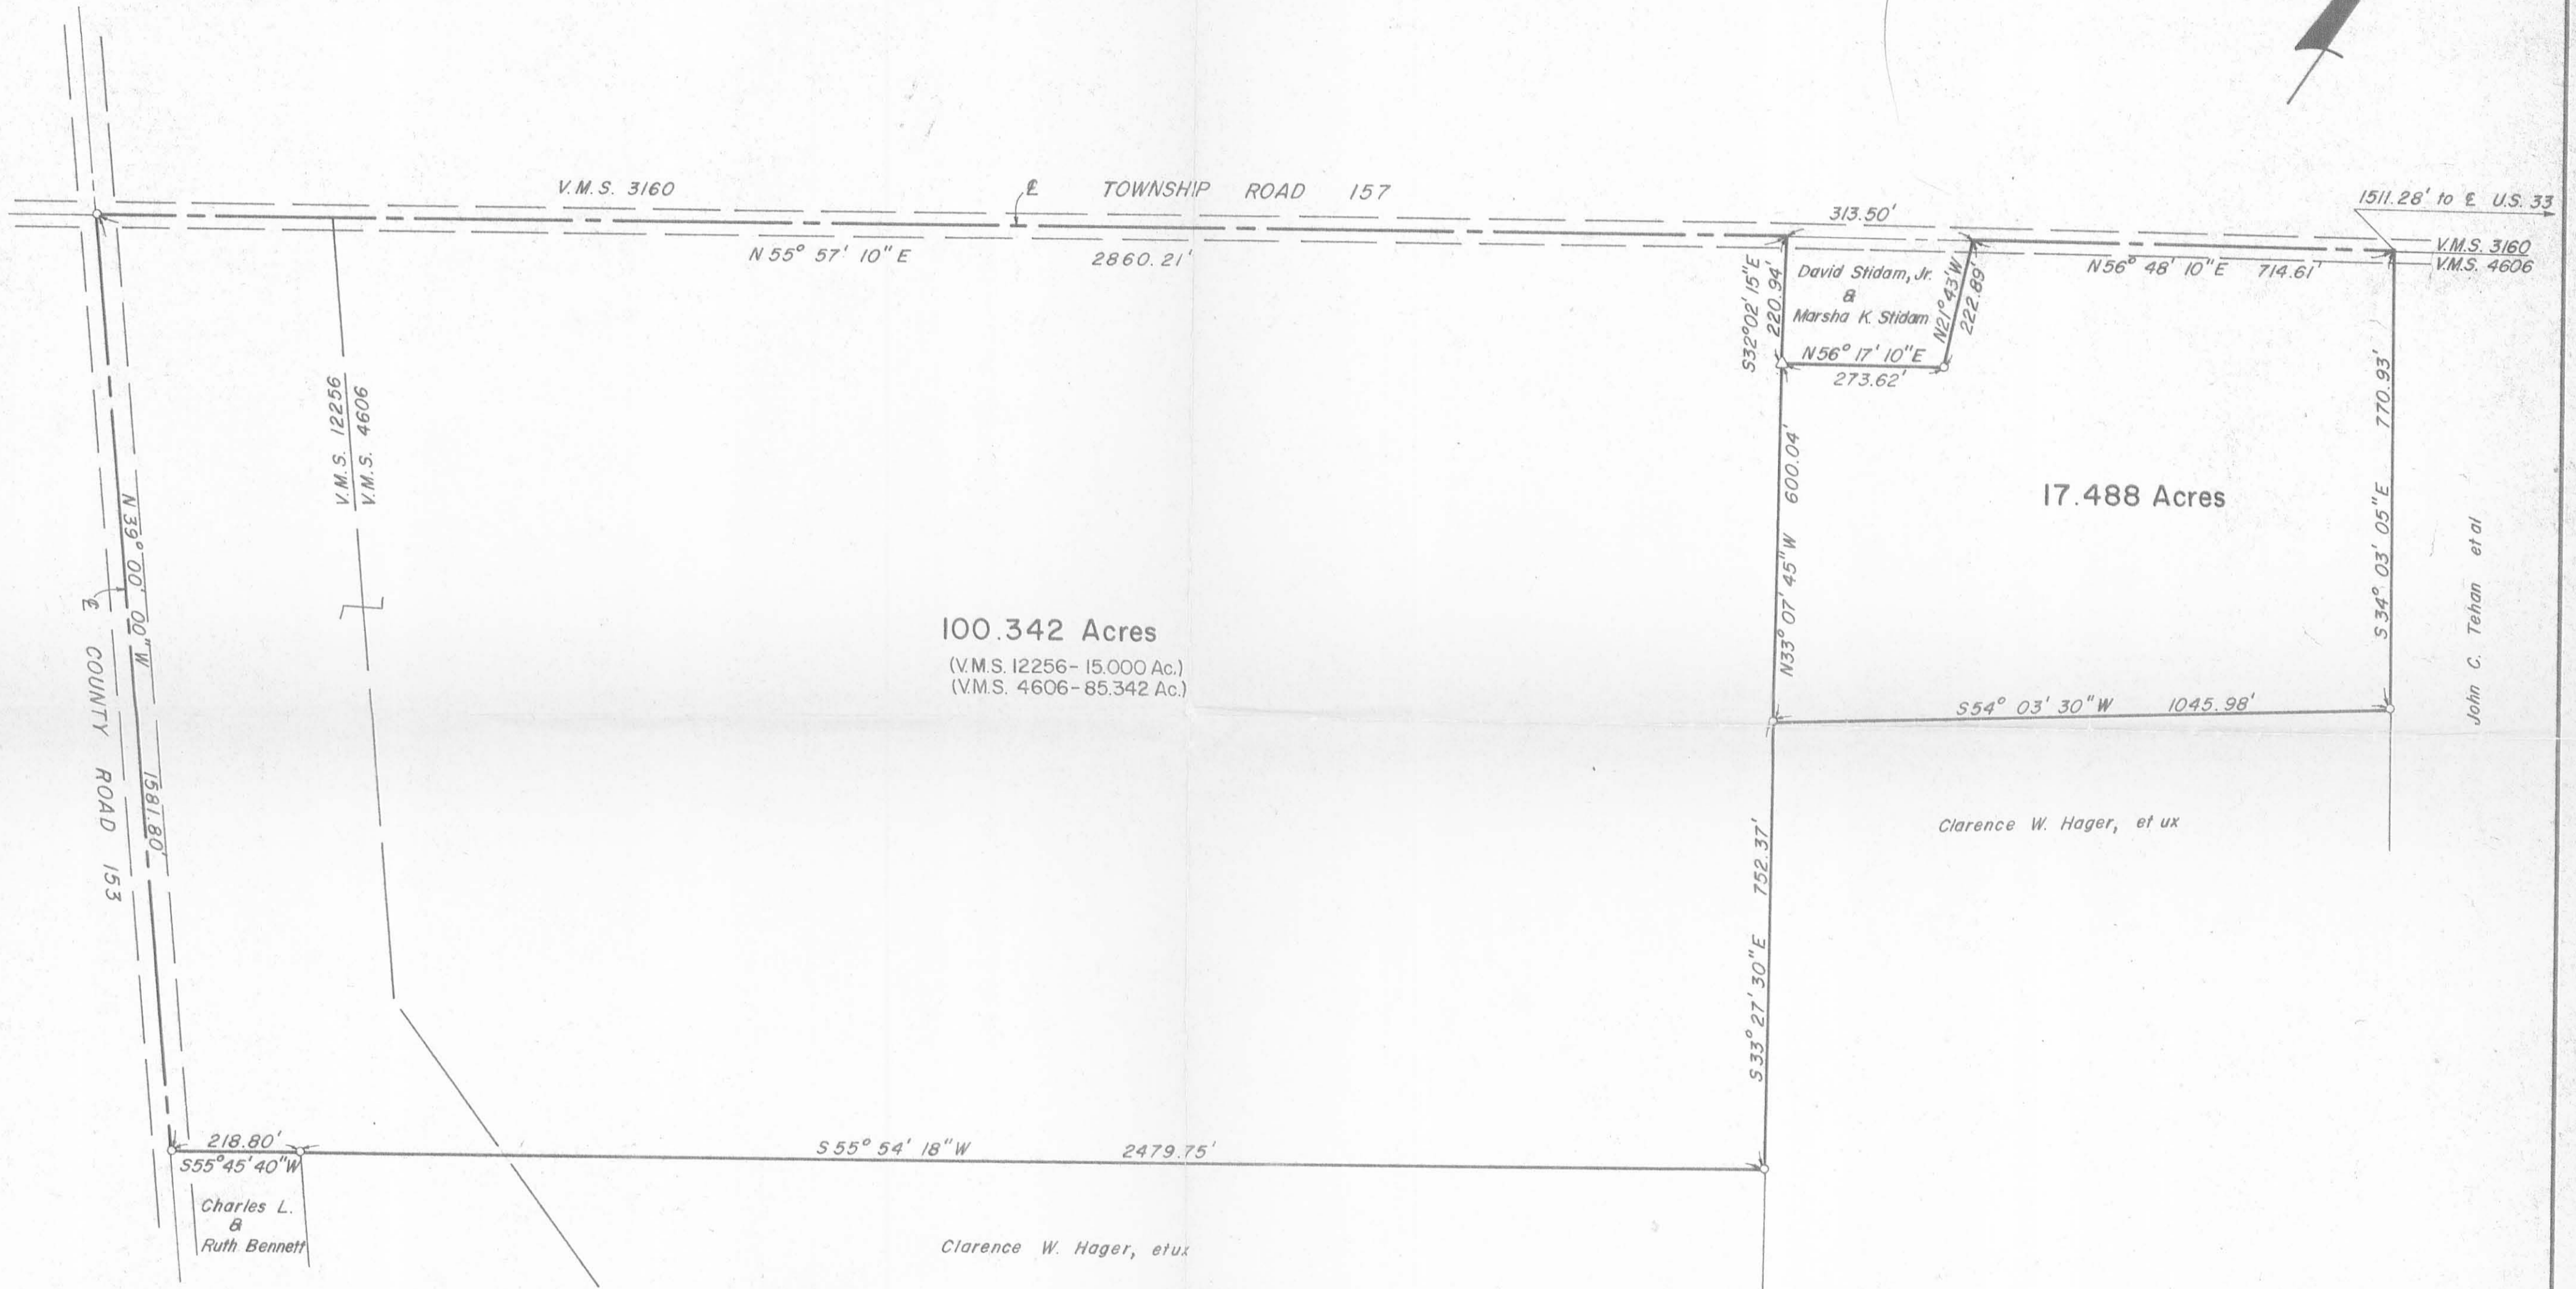 V.M.S. 3160
℄ TOWNSHIP ROAD 157
1511.28' to ℄ U.S. 33
313.50'
V.M.S. 3160
V.M.S. 4606
N 55° 57' 10" E 2860.21'
N56° 48' 10"E 714.61'
S32°02' 15"E
220.94'
David Stidam, Jr.
&
Marsha K. Stidam
N21°43'W
222.89'
N56° 17' 10"E
273.62'
V.M.S. 12256
V.M.S. 4606
N33° 07' 45"W 600.04'
17.488 Acres
S34° 03' 05"E 770.93'
John C. Tehan et al
N 39° 00' 00" W 1581.80'
℄ COUNTY ROAD 153
100.342 Acres
(V.M.S. 12256- 15.000 Ac.)
(V.M.S. 4606-85.342 Ac.)
S54° 03' 30"W 1045.98'
Clarence W. Hager, et ux
S33° 27' 30"E 752.37'
218.80'
S55°45'40"W
S55° 54' 18"W 2479.75'
Charles L.
&
Ruth Bennett
Clarence W. Hager, etux